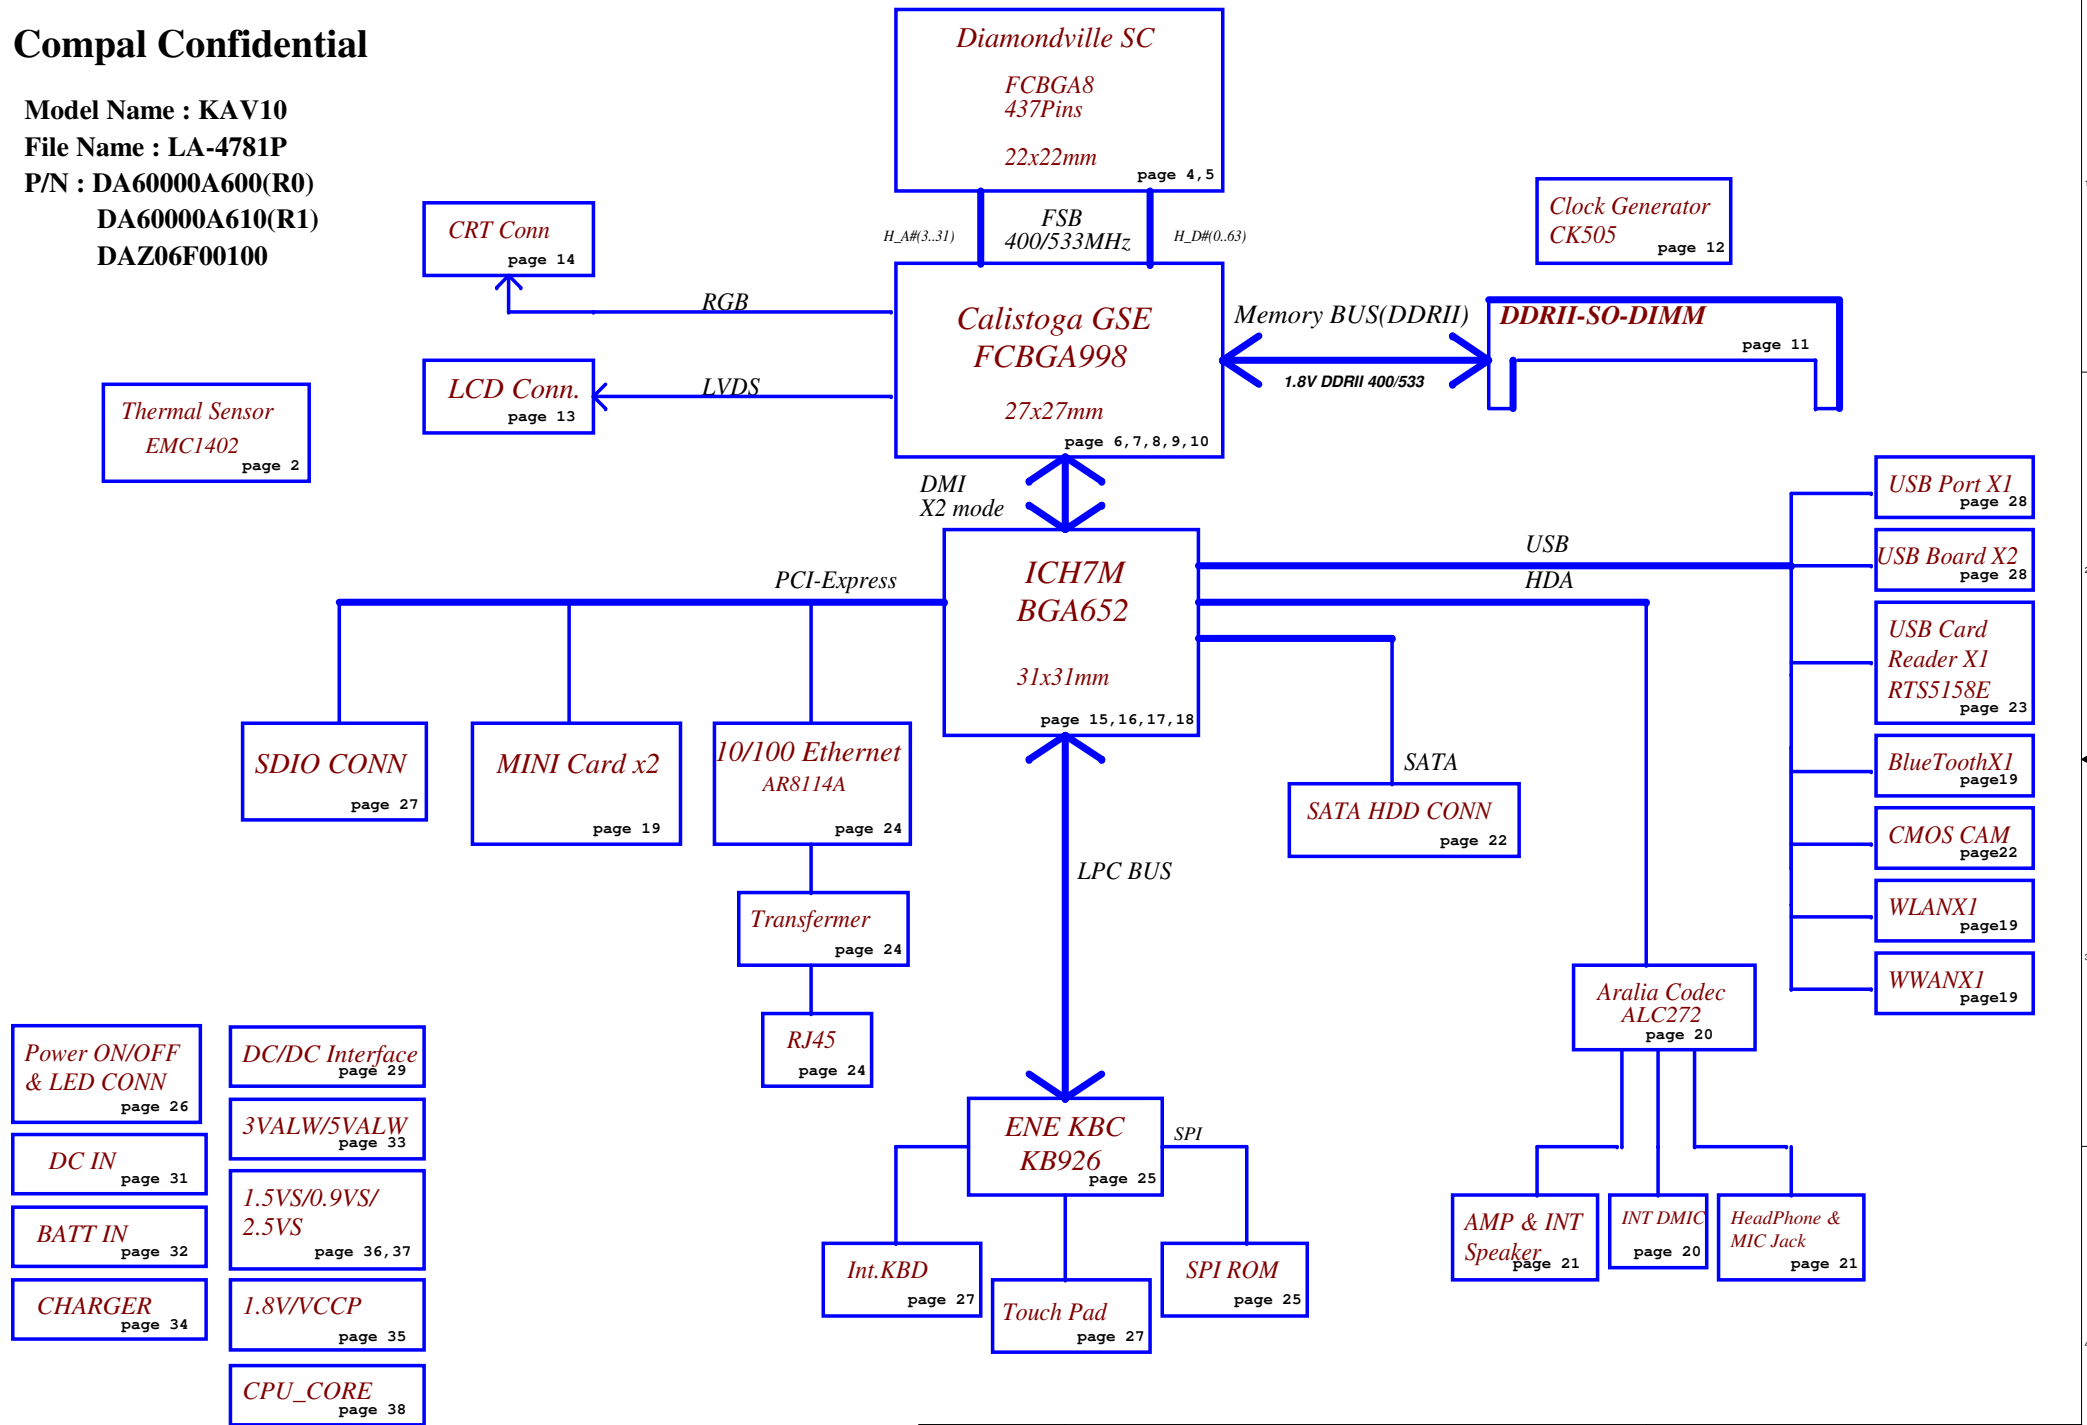 Compal Confidential
Model Name : KAV10
File Name : LA-4781P
P/N : DA60000A600(R0)
DA60000A610(R1)
DAZ06F00100
Diamondville SC
FCBGA8
437Pins
22x22mm
page 4,5
H_A#(3..31)
FSB
400/533MHz
H_D#(0..63)
Clock Generator
CK505
page 12
CRT Conn
page 14
RGB
Calistoga GSE
FCBGA998
27x27mm
page 6,7,8,9,10
Memory BUS(DDRII)
1.8V DDRII 400/533
DDRII-SO-DIMM
page 11
LCD Conn.
page 13
LVDS
Thermal Sensor
EMC1402
page 2
DMI
X2 mode
ICH7M
BGA652
31x31mm
page 15,16,17,18
PCI-Express
USB
HDA
SATA
USB Port X1
page 28
USB Board X2
page 28
USB Card
Reader X1
RTS5158E
page 23
BlueToothX1
page19
CMOS CAM
page22
WLANX1
page19
WWANX1
page19
SDIO CONN
page 27
MINI Card x2
page 19
10/100 Ethernet
AR8114A
page 24
SATA HDD CONN
page 22
LPC BUS
Transfermer
page 24
RJ45
page 24
Aralia Codec
ALC272
page 20
Power ON/OFF
& LED CONN
page 26
DC IN
page 31
BATT IN
page 32
CHARGER
page 34
DC/DC Interface
page 29
3VALW/5VALW
page 33
1.5VS/0.9VS/
2.5VS
page 36,37
1.8V/VCCP
page 35
CPU_CORE
page 38
ENE KBC
KB926
page 25
SPI
Int.KBD
page 27
Touch Pad
page 27
SPI ROM
page 25
AMP & INT
Speaker
page 21
INT DMIC
page 20
HeadPhone &
MIC Jack
page 21